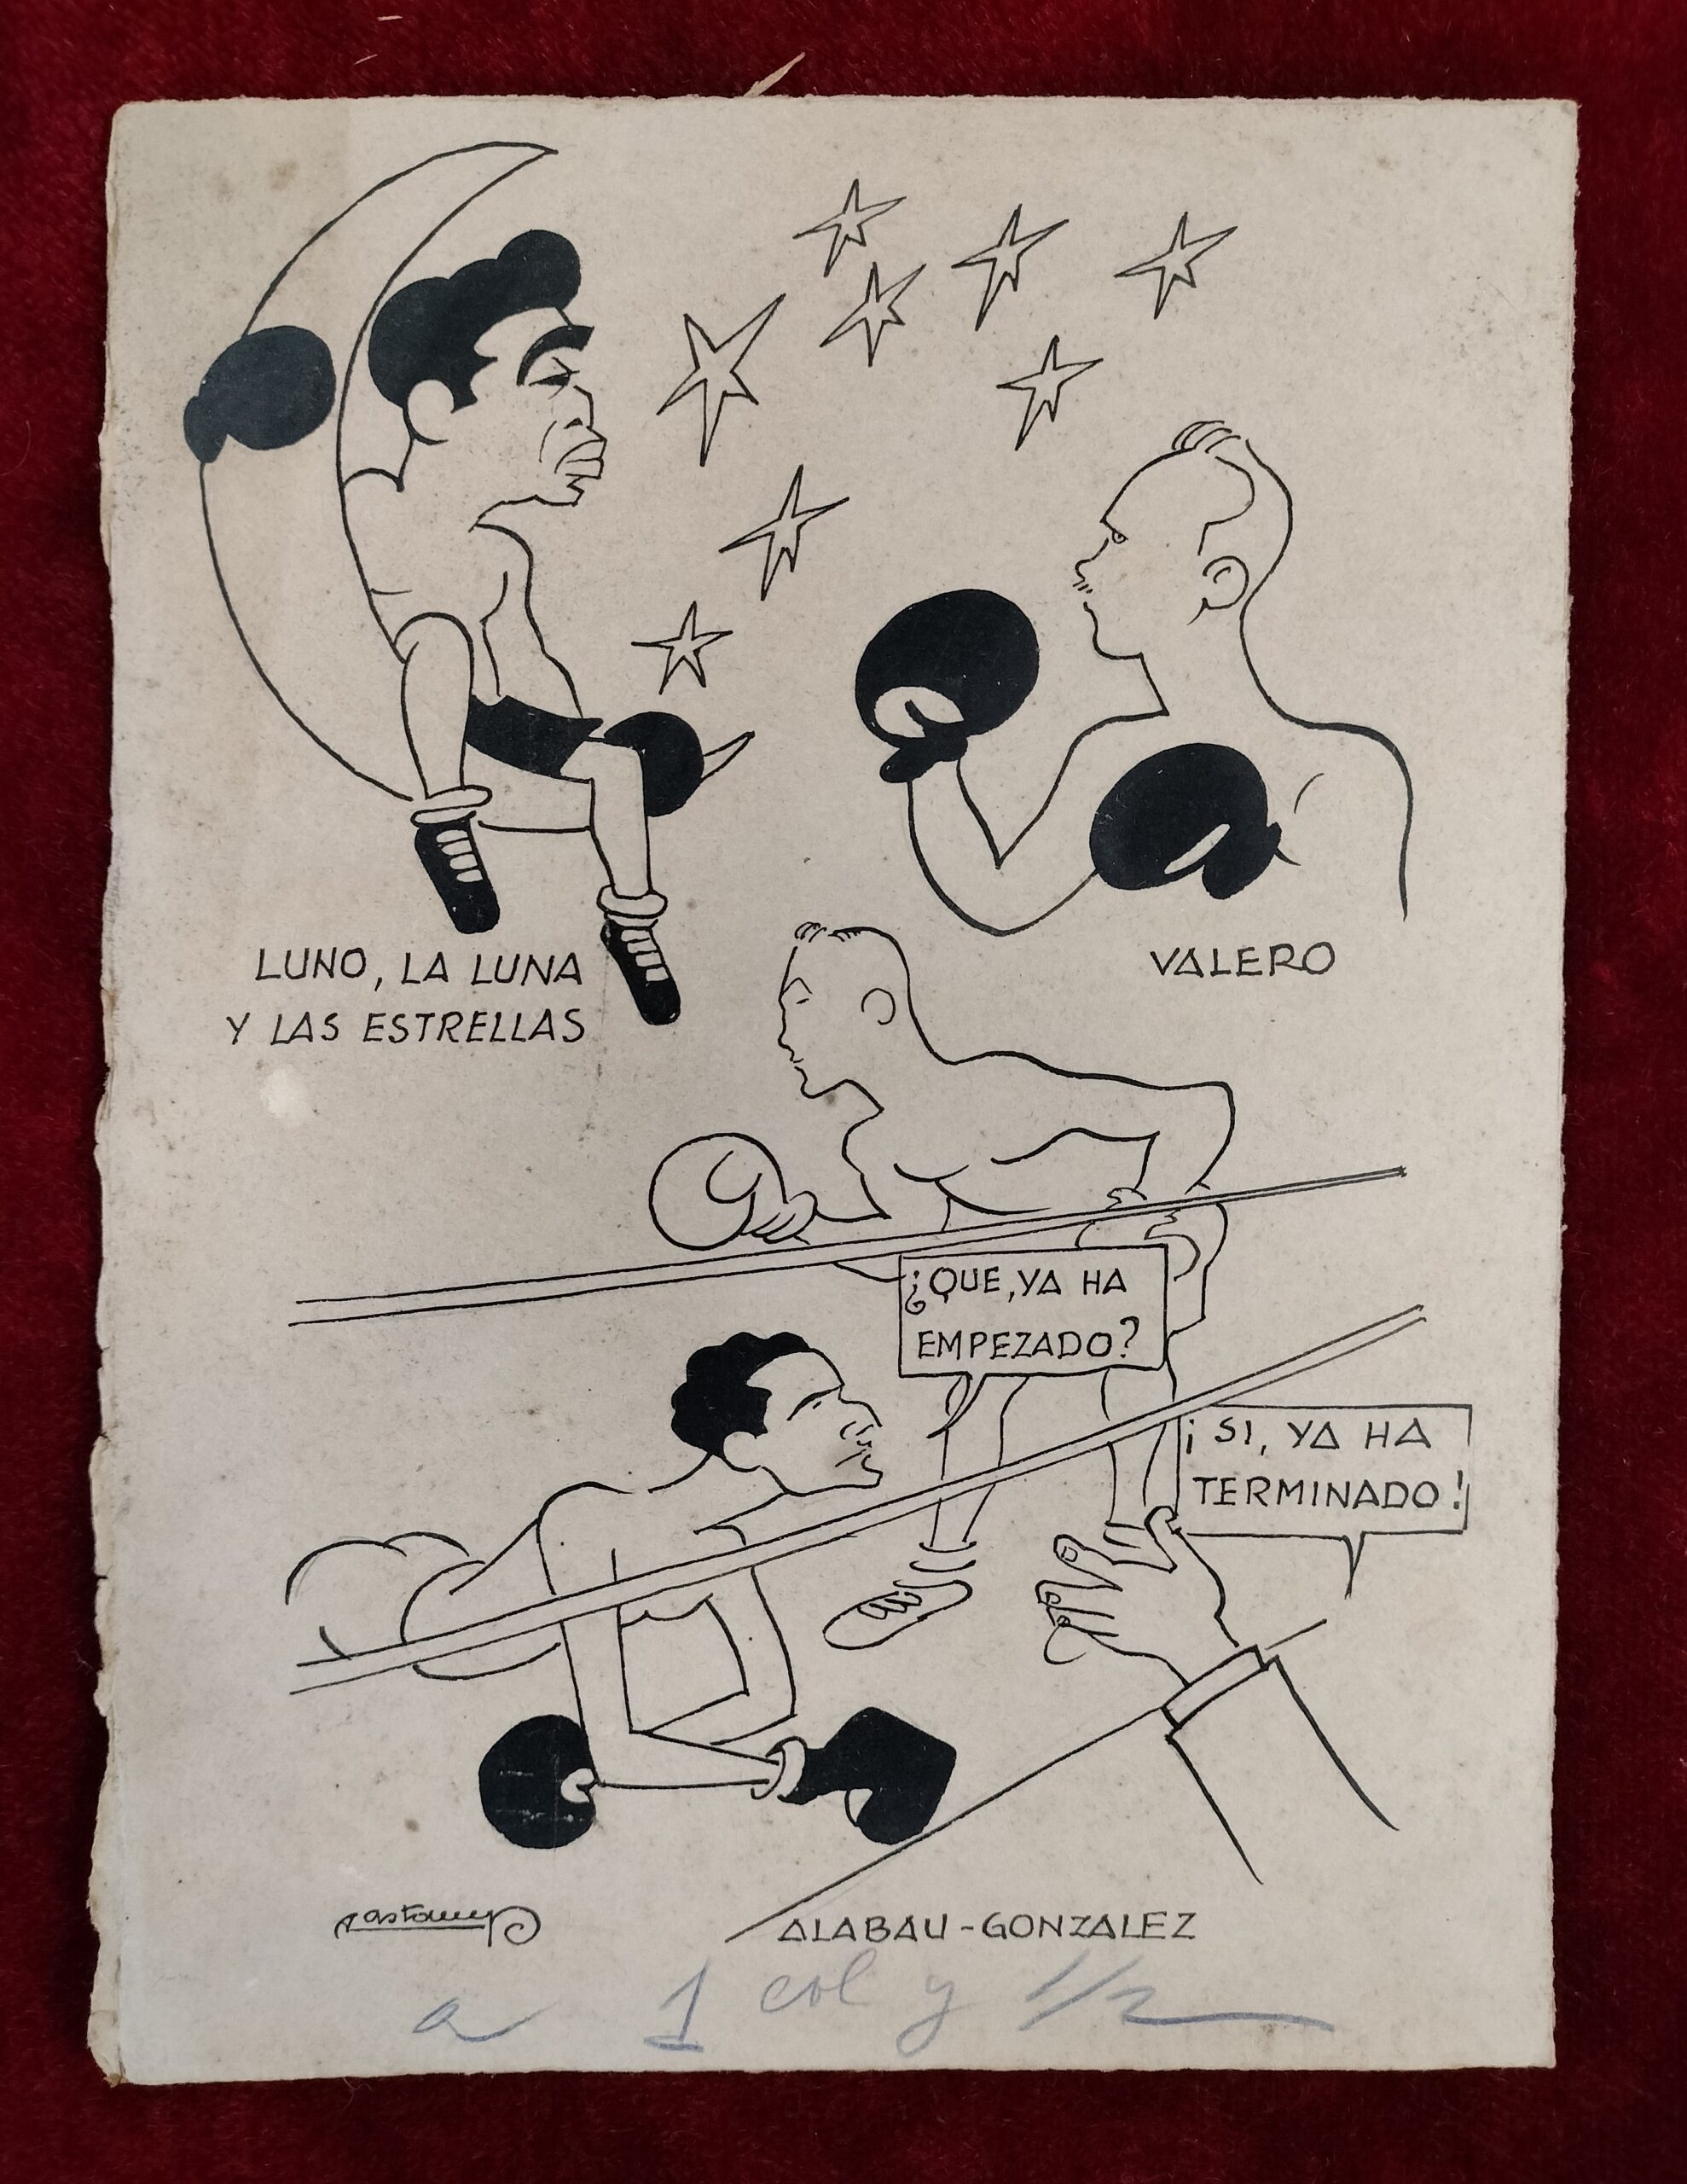 LUNO, LA LUNA
Y LAS ESTRELLAS
VALERO
¿QUE, YA HA
EMPEZADO?
¡SI, YA HA
TERMINADO!
ALABAU-GONZALEZ
a 1 col y 1/2